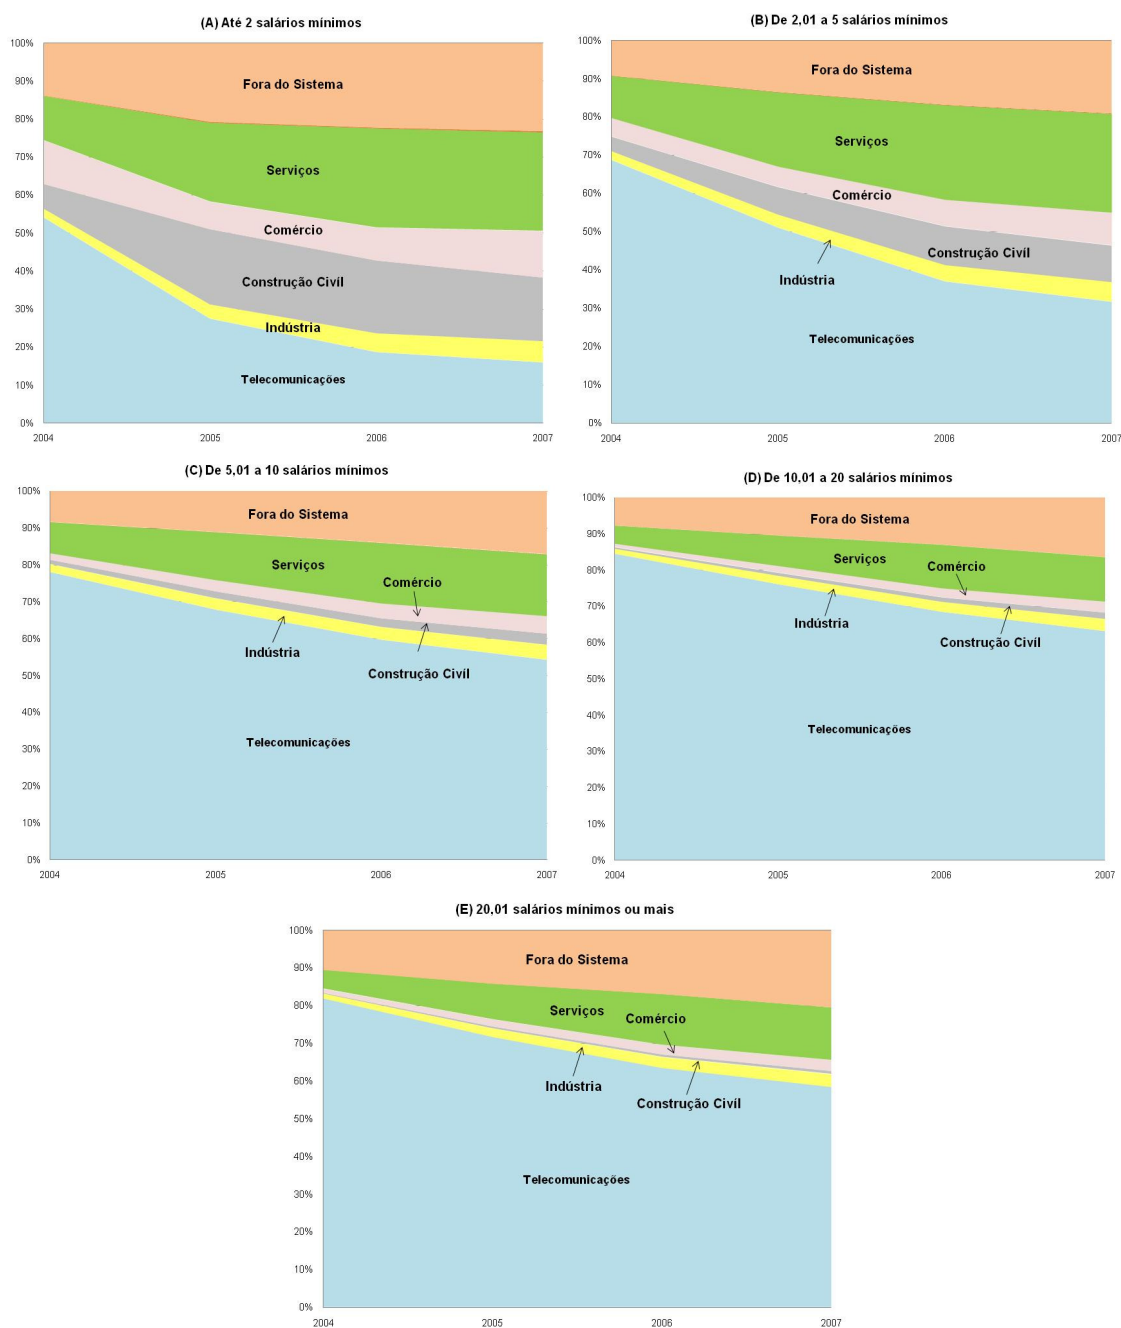 (A) Até 2 salários mínimos
100%
90%
80%
70%
60%
50%
40%
30%
20%
10%
0%
Fora do Sistema
Serviços
Comércio
Construção Civíl
Indústria
Telecomunicações
2004 2005 2006 2007
(B) De 2,01 a 5 salários mínimos
100%
90%
80%
70%
60%
50%
40%
30%
20%
10%
0%
Fora do Sistema
Serviços
Comércio
Construção Civíl
Indústria
Telecomunicações
2004 2005 2006 2007
(C) De 5,01 a 10 salários mínimos
100%
90%
80%
70%
60%
50%
40%
30%
20%
10%
0%
Fora do Sistema
Serviços
Comércio
Indústria
Construção Civíl
Telecomunicações
2004 2005 2006 2007
(D) De 10,01 a 20 salários mínimos
100%
90%
80%
70%
60%
50%
40%
30%
20%
10%
0%
Fora do Sistema
Serviços
Comércio
Indústria
Construção Civíl
Telecomunicações
2004 2005 2006 2007
(E) 20,01 salários mínimos ou mais
100%
90%
80%
70%
60%
50%
40%
30%
20%
10%
0%
Fora do Sistema
Serviços
Comércio
Indústria
Construção Civíl
Telecomunicações
2004 2005 2006 2007